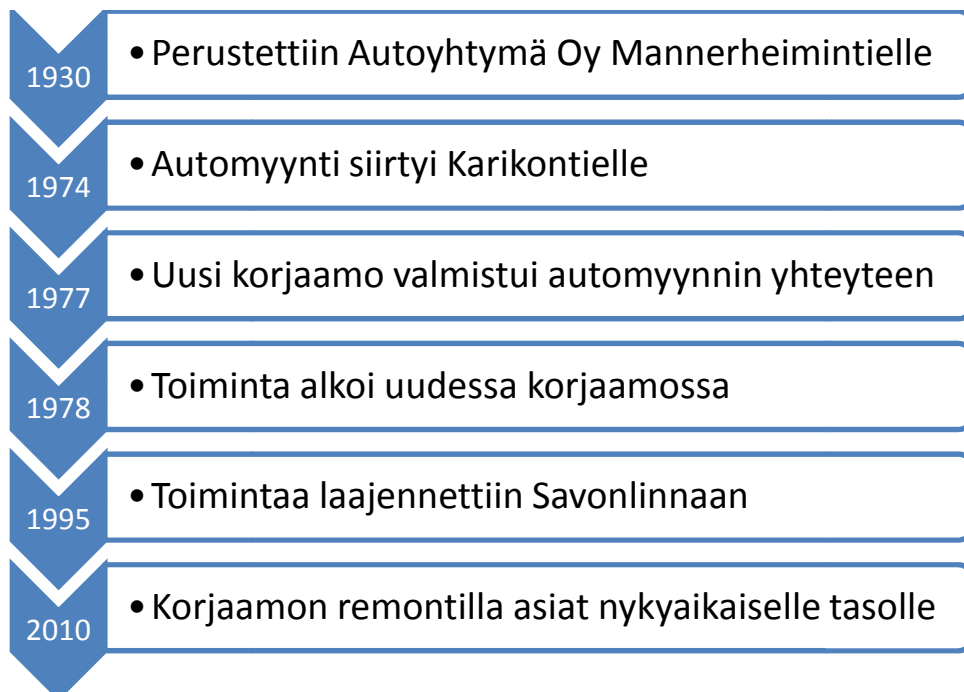 1930
• Perustettiin Autoyhtymä Oy Mannerheimintielle
1974
• Automyynti siirtyi Karikontielle
1977
• Uusi korjaamo valmistui automyynnin yhteyteen
1978
• Toiminta alkoi uudessa korjaamossa
1995
• Toimintaa laajennettiin Savonlinnaan
2010
• Korjaamon remontilla asiat nykyaikaiselle tasolle